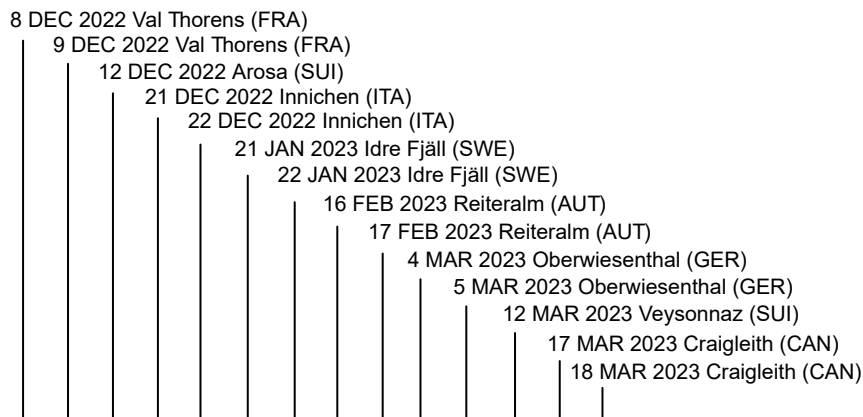 8 DEC 2022 Val Thorens (FRA)
9 DEC 2022 Val Thorens (FRA)
12 DEC 2022 Arosa (SUI)
21 DEC 2022 Innichen (ITA)
22 DEC 2022 Innichen (ITA)
21 JAN 2023 Idre Fjäll (SWE)
22 JAN 2023 Idre Fjäll (SWE)
16 FEB 2023 Reiteralm (AUT)
17 FEB 2023 Reiteralm (AUT)
4 MAR 2023 Oberwiesenthal (GER)
5 MAR 2023 Oberwiesenthal (GER)
12 MAR 2023 Veysonnaz (SUI)
17 MAR 2023 Craigleith (CAN)
18 MAR 2023 Craigleith (CAN)